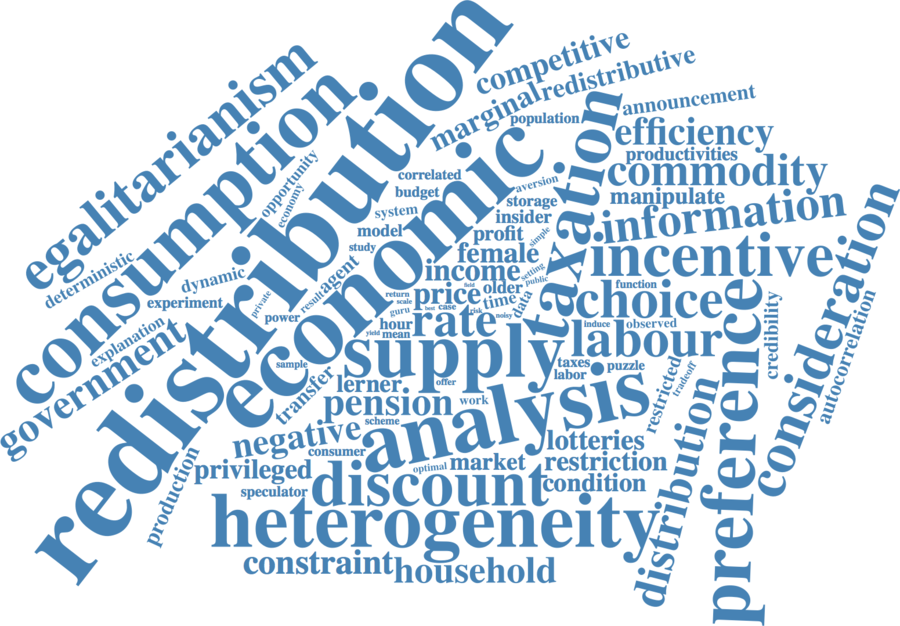 redistribution
economic
consumption
egalitarianism
competitive
marginal
redistributive
announcement
population
efficiency
productivities
commodity
manipulate
information
taxation
incentive
function
choice
labour
preference
consideration
autocorrelation
credibility
opportunity
economy
deterministic
dynamic
experiment
explanation
government
private
power
result
agent
correlated
budget
system
model
study
aversion
storage
insider
profit
simple
female
income
setting
public
older
field
return
scale
price
case
best
time
data
guru
risk
noisy
hour
mean
yield
rate
induce
observed
supply
taxes
labor
puzzle
restricted
tradeoff
sample
transfer
lerner
offer
pension
work
scheme
analysis
negative
consumer
lotteries
optimal
market
restriction
privileged
production
speculator
discount
condition
distribution
heterogeneity
constraint
household